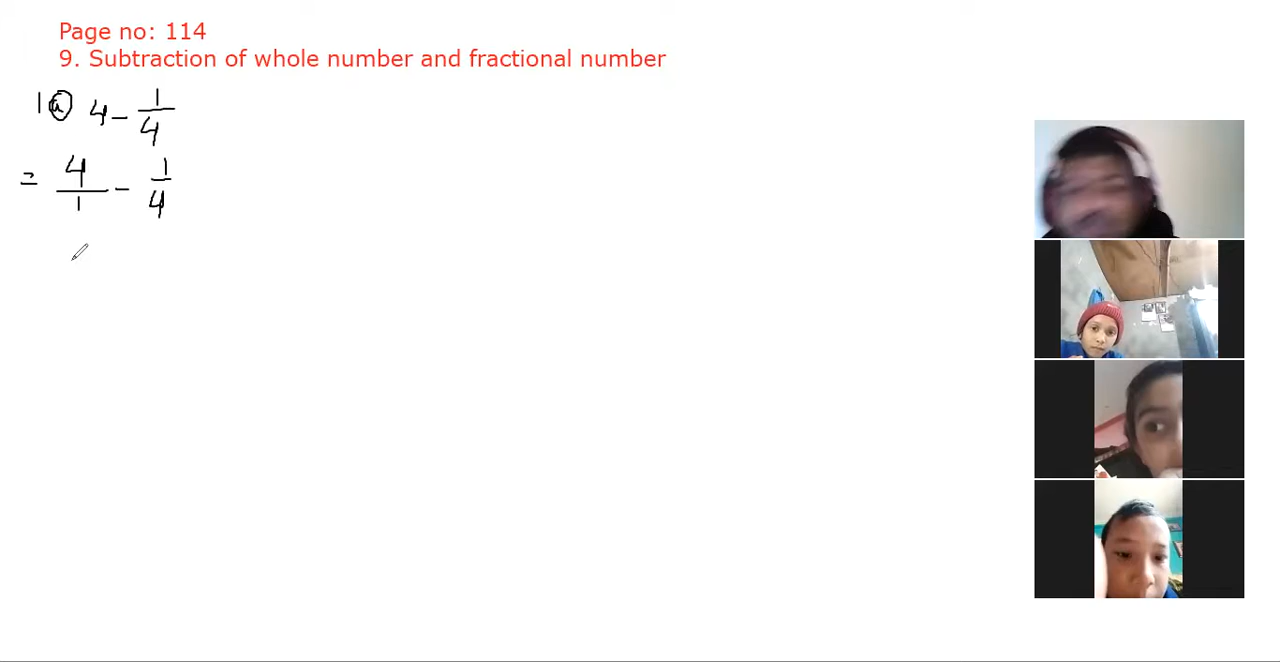 Page no: 114
9. Subtraction of whole number and fractional number
1 a 4 - 1/4
= 4/1 - 1/4